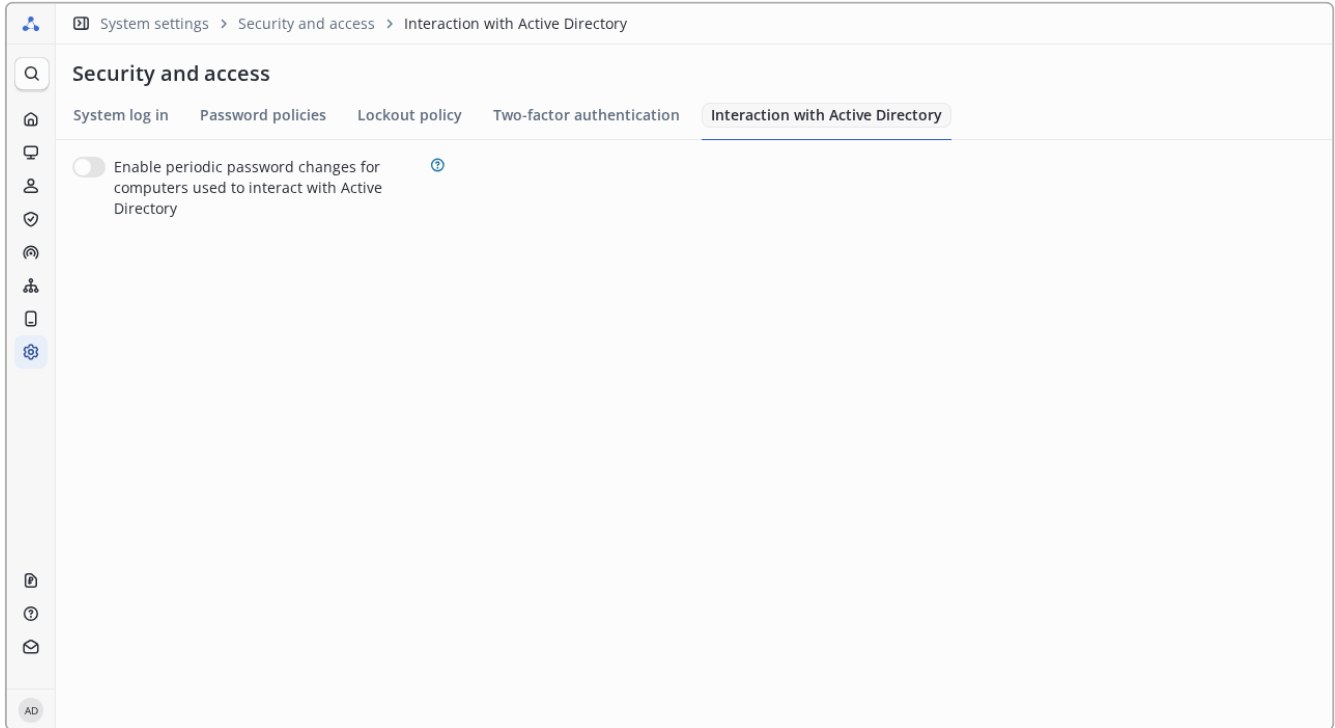 System settings > Security and access > Interaction with Active Directory
Security and access
System log in Password policies Lockout policy Two-factor authentication Interaction with Active Directory
Enable periodic password changes for
computers used to interact with Active
Directory
AD